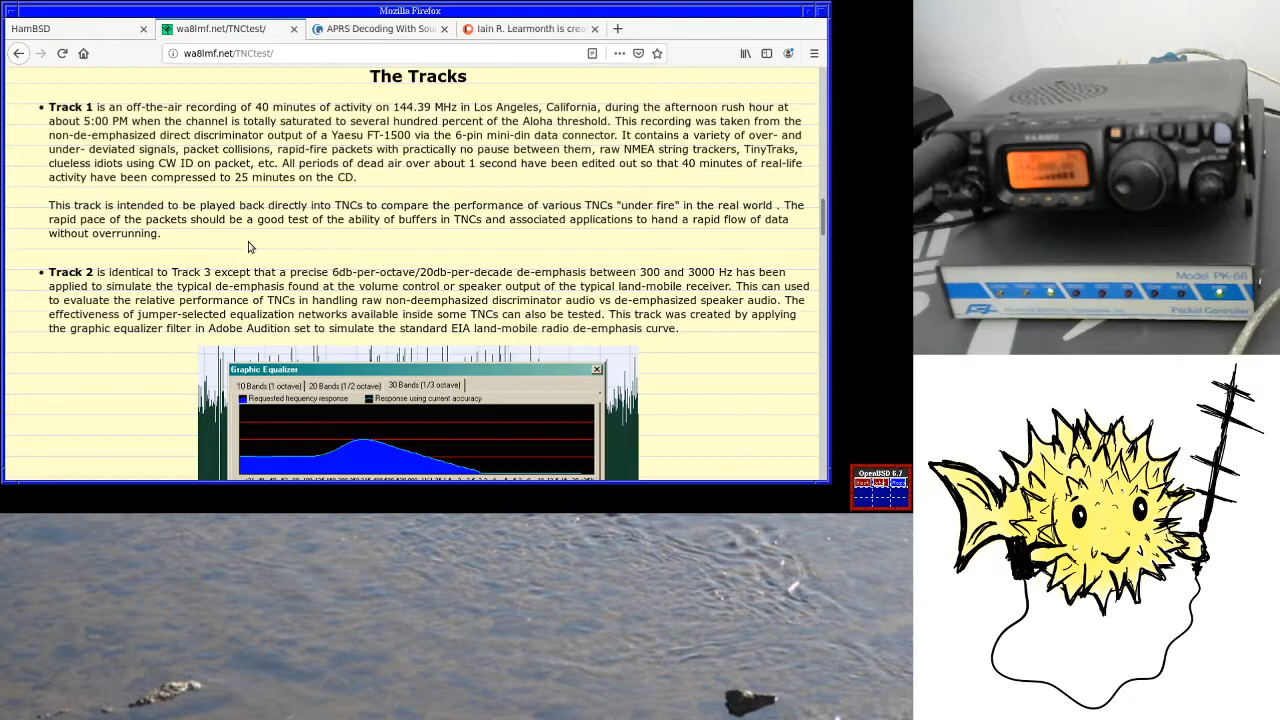 Mozilla Firefox
HamBSD
wa8lmf.net/TNCtest/
APRS Decoding With Sou
Iain R. Learmonth is crea
wa8lmf.net/TNCtest/
The Tracks
• Track 1 is an off-the-air recording of 40 minutes of activity on 144.39 MHz in Los Angeles, California, during the afternoon rush hour at
about 5:00 PM when the channel is totally saturated to several hundred percent of the Aloha threshold. This recording was taken from the
non-de-emphasized direct discriminator output of a Yaesu FT-1500 via the 6-pin mini-din data connector. It contains a variety of over- and
under- deviated signals, packet collisions, rapid-fire packets with practically no pause between them, raw NMEA string trackers, TinyTraks,
clueless idiots using CW ID on packet, etc. All periods of dead air over about 1 second have been edited out so that 40 minutes of real-life
activity have been compressed to 25 minutes on the CD.
This track is intended to be played back directly into TNCs to compare the performance of various TNCs "under fire" in the real world . The
rapid pace of the packets should be a good test of the ability of buffers in TNCs and associated applications to hand a rapid flow of data
without overrunning.
• Track 2 is identical to Track 3 except that a precise 6db-per-octave/20db-per-decade de-emphasis between 300 and 3000 Hz has been
applied to simulate the typical de-emphasis found at the volume control or speaker of the typical land-mobile receiver. This can used
to evaluate the relative performance of TNCs in handling raw non-deemphasized discriminator audio vs de-emphasized speaker audio. The
effectiveness of jumper-selected equalization networks available inside some TNCs can also be tested. This track was created by applying
the graphic equalizer filter in Adobe Audition set to simulate the standard EIA land-mobile radio de-emphasis curve.
Graphic Equalizer
10 Bands (1 octave)
20 Bands (1/2 octave)
30 Bands (1/3 octave)
Requested frequency response
Response using current accuracy
OpenBSD 6.7
YAESU
Model PK-88
Packet Controller